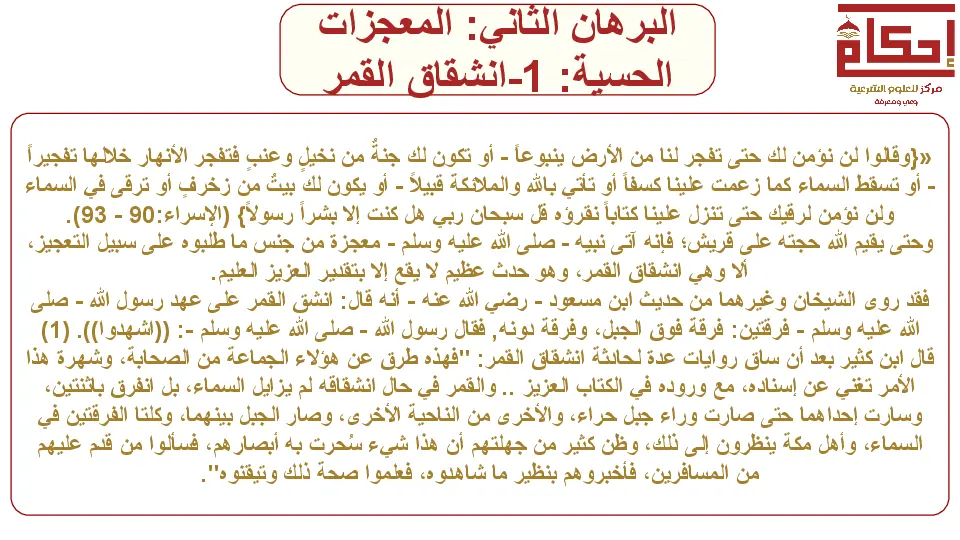 البرهان الثاني: المعجزات
الحسية: 1-انشقاق القمر
إحكام
مركز للعلوم الشرعية
وعي ومعرفة
«{وقالوا لن نؤمن لك حتى تفجر لنا من الأرض ينبوعاً - أو تكون لك جنةٌ من نخيلٍ وعنبٍ فتفجر الأنهار خلالها تفجيراً
- أو تسقط السماء كما زعمت علينا كسفاً أو تأتي بالله والملائكة قبيلاً - أو يكون لك بيتٌ من زخرفٍ أو ترقى في السماء
ولن نؤمن لرقيك حتى تنزل علينا كتاباً نقرؤه قل سبحان ربي هل كنت إلا بشراً رسولاً} (الإسراء:90 - 93).
وحتى يقيم الله حجته على قريش؛ فإنه آتى نبيه - صلى الله عليه وسلم - معجزة من جنس ما طلبوه على سبيل التعجيز،
ألا وهي انشقاق القمر، وهو حدث عظيم لا يقع إلا بتقدير العزيز العليم.
فقد روى الشيخان وغيرهما من حديث ابن مسعود - رضي الله عنه - أنه قال: انشق القمر على عهد رسول الله - صلى
الله عليه وسلم - فرقتين: فرقة فوق الجبل، وفرقة دونه, فقال رسول الله - صلى الله عليه وسلم -: ((اشهدوا)). (1)
قال ابن كثير بعد أن ساق روايات عدة لحادثة انشقاق القمر: "فهذه طرق عن هؤلاء الجماعة من الصحابة، وشهرة هذا
الأمر تغني عن إسناده، مع وروده في الكتاب العزيز .. والقمر في حال انشقاقه لم يزايل السماء، بل انفرق باثنتين،
وسارت إحداهما حتى صارت وراء جبل حراء، والأخرى من الناحية الأخرى، وصار الجبل بينهما، وكلتا الفرقتين في
السماء، وأهل مكة ينظرون إلى ذلك، وظن كثير من جهلتهم أن هذا شيء سُحرت به أبصارهم، فسألوا من قدم عليهم
من المسافرين، فأخبروهم بنظير ما شاهدوه، فعلموا صحة ذلك وتيقنوه".